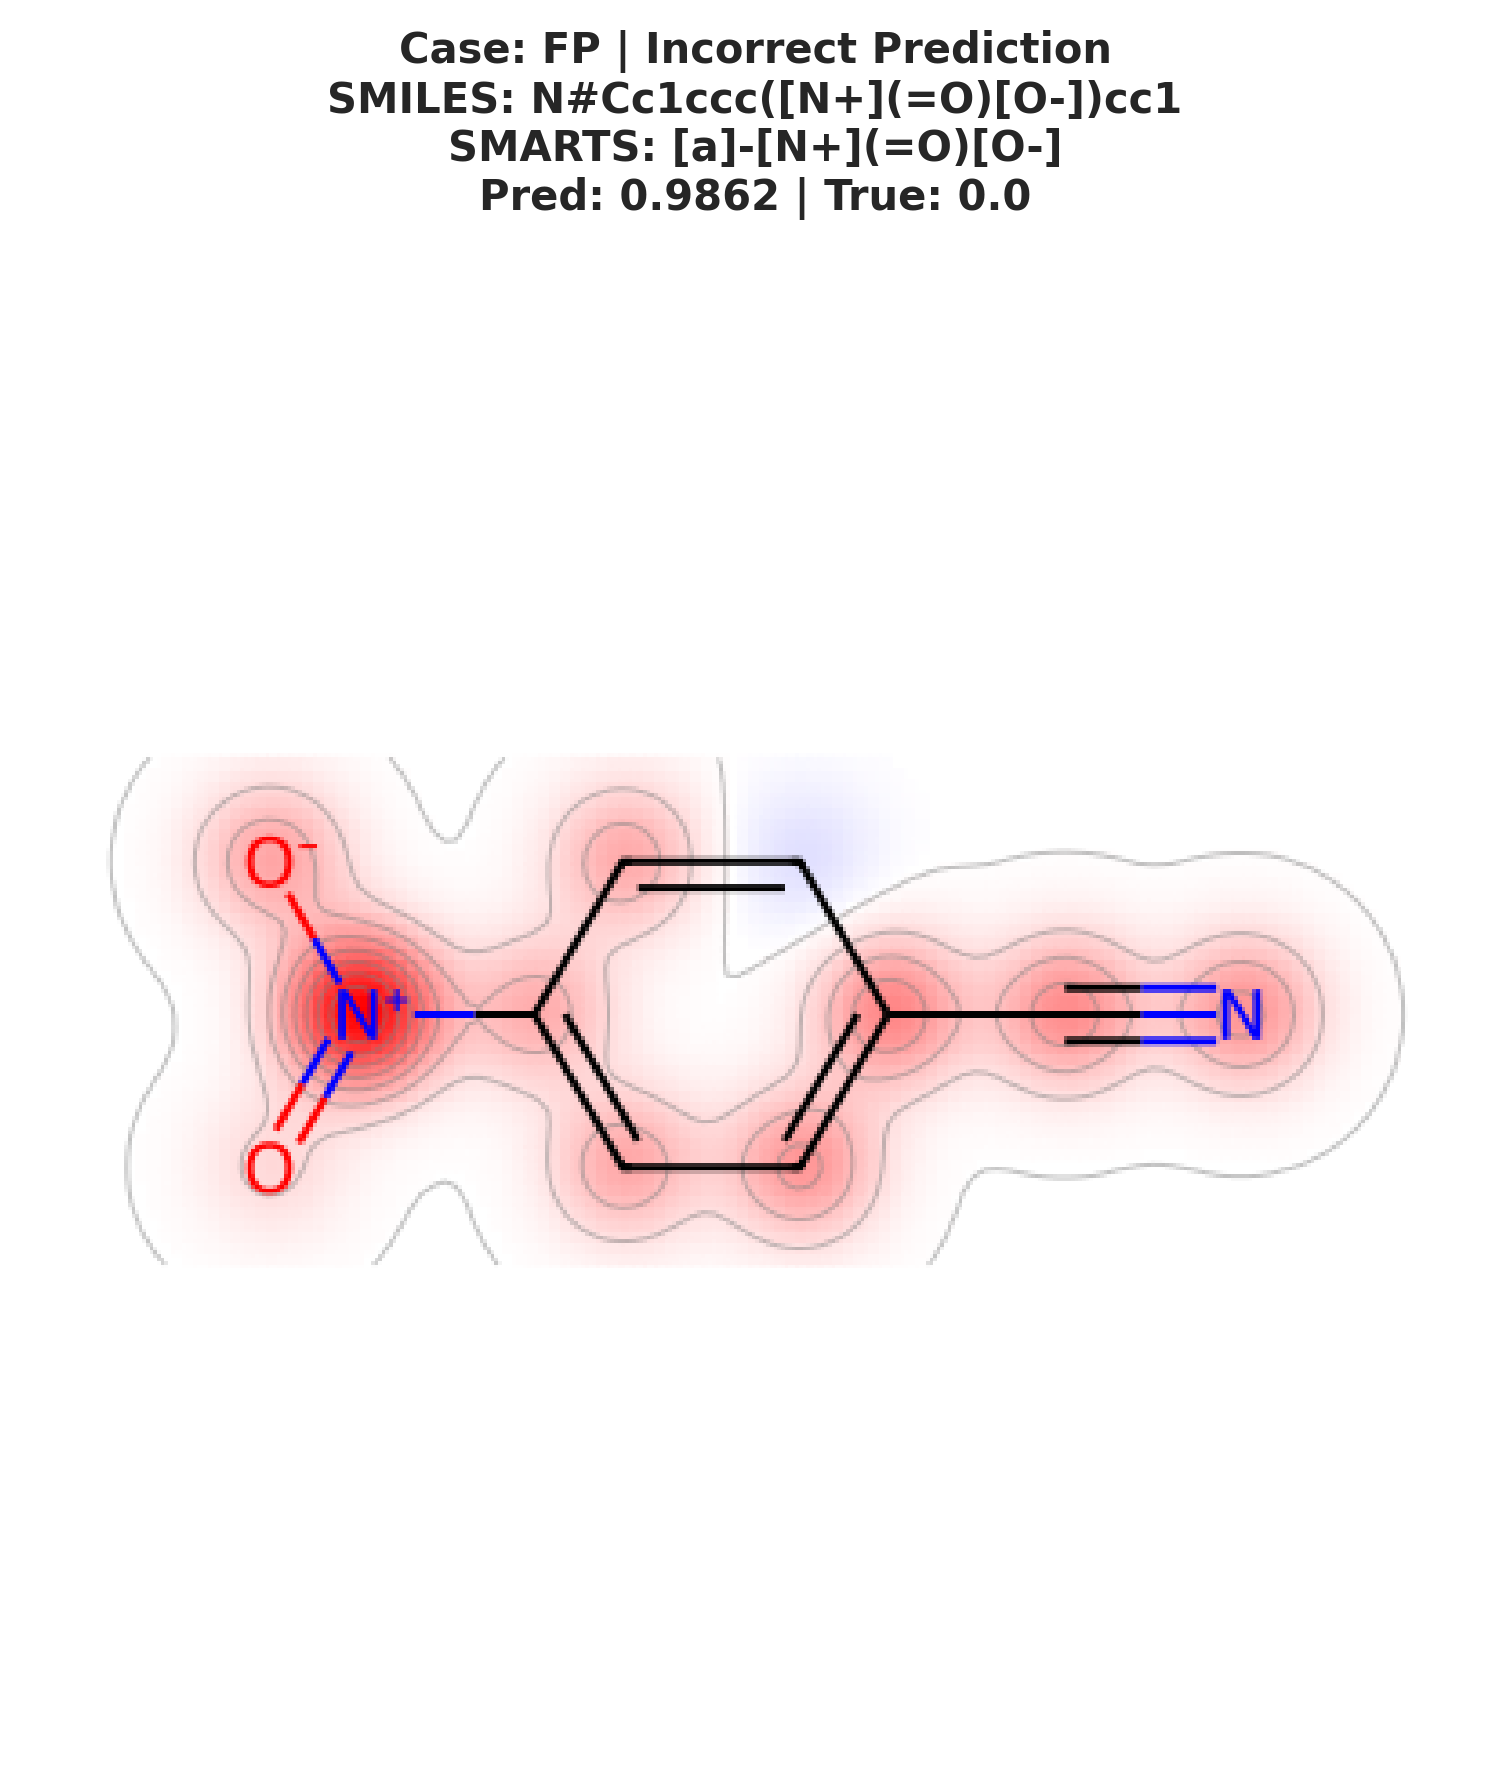 Case: FP | Incorrect Prediction
SMILES: N#Cc1ccc([N+](=O)[O-])cc1
SMARTS: [a]-[N+](=O)[O-]
Pred: 0.9862 | True: 0.0
O⁻
N⁺
N
O